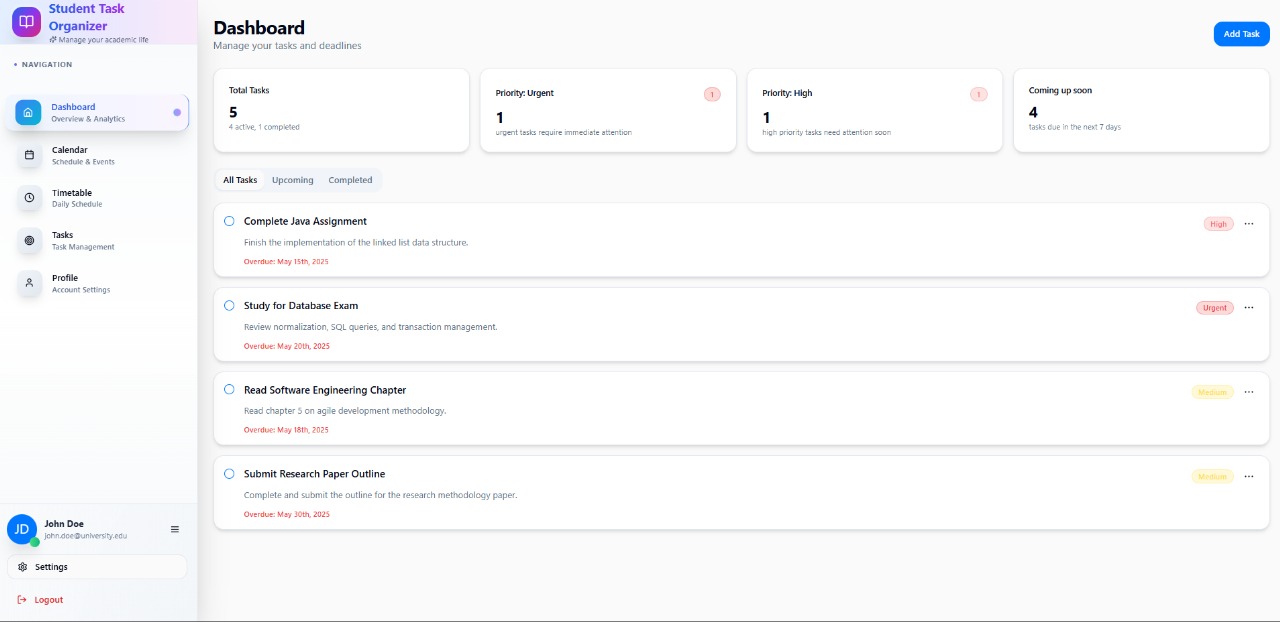 Student Task
Organizer
Manage your academic life
• NAVIGATION
Dashboard
Overview & Analytics
Calendar
Schedule & Events
Timetable
Daily Schedule
Tasks
Task Management
Profile
Account Settings
JD
John Doe
john.doe@university.edu
Settings
Logout
Dashboard
Manage your tasks and deadlines
Add Task
Total Tasks
5
4 active, 1 completed
Priority: Urgent
1
1
urgent tasks require immediate attention
Priority: High
1
1
high priority tasks need attention soon
Coming up soon
4
tasks due in the next 7 days
All Tasks Upcoming Completed
Complete Java Assignment
High
Finish the implementation of the linked list data structure.
Overdue: May 15th, 2025
Study for Database Exam
Urgent
Review normalization, SQL queries, and transaction management.
Overdue: May 20th, 2025
Read Software Engineering Chapter
Medium
Read chapter 5 on agile development methodology.
Overdue: May 18th, 2025
Submit Research Paper Outline
Medium
Complete and submit the outline for the research methodology paper.
Overdue: May 30th, 2025